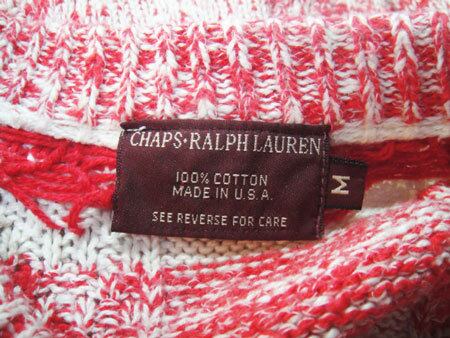 CHAPS·RALPH LAUREN
100% COTTON
MADE IN U.S.A.
SEE REVERSE FOR CARE
M